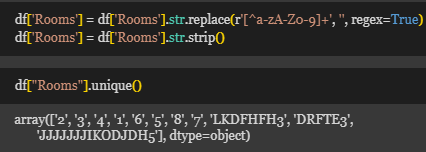 df['Rooms'] = df['Rooms'].str.replace(r'[^a-zA-Z0-9]+', '', regex=True)
df['Rooms'] = df['Rooms'].str.strip()
df["Rooms"].unique()
array(['2', '3', '4', '1', '6', '5', '8', '7', 'LKDFHFH3', 'DRFTE3',
'JJJJJJJIKODJDH5'], dtype=object)